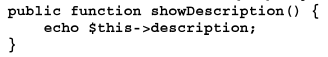 public function showDescription() {
    echo $this->description;
}